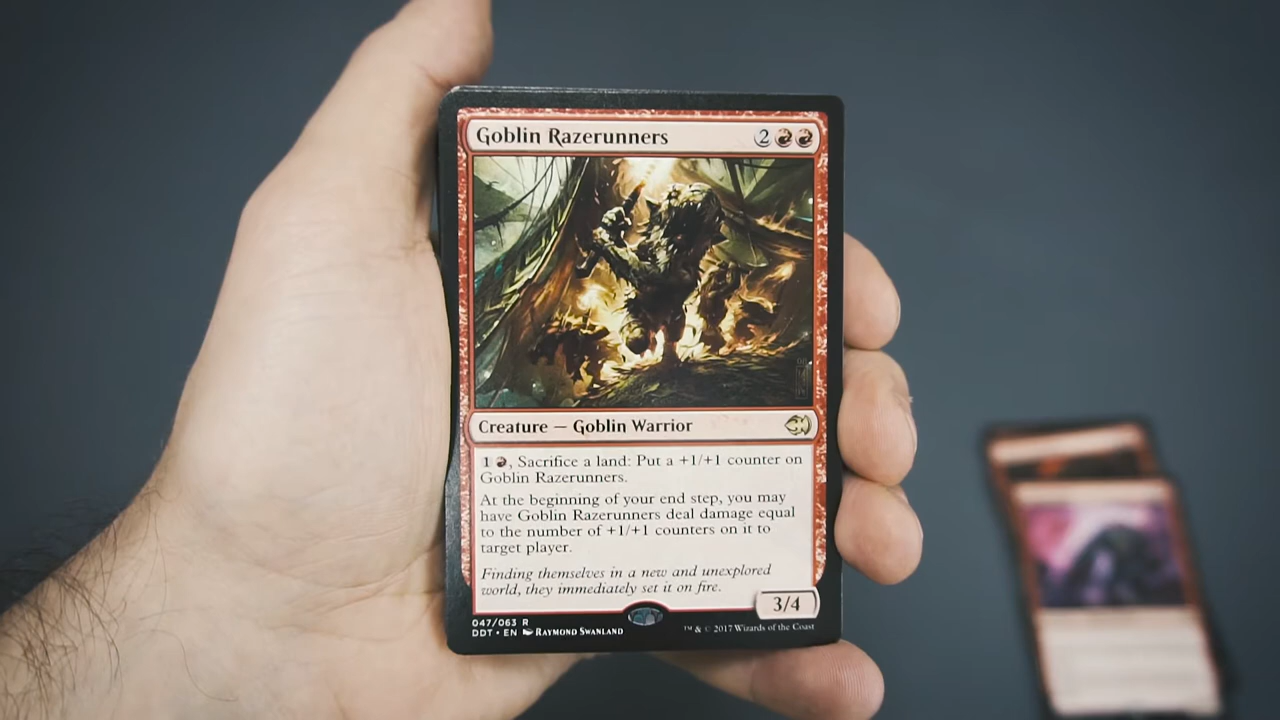 Goblin Razerunners 2
Creature — Goblin Warrior
1 , Sacrifice a land: Put a +1/+1 counter on
Goblin Razerunners.
At the beginning of your end step, you may
have Goblin Razerunners deal damage equal
to the number of +1/+1 counters on it to
target player.
Finding themselves in a new and unexplored
world, they immediately set it on fire.
3/4
047/063 R
DDT • EN RAYMOND SWANLAND
™ & © 2017 Wizards of the Coast